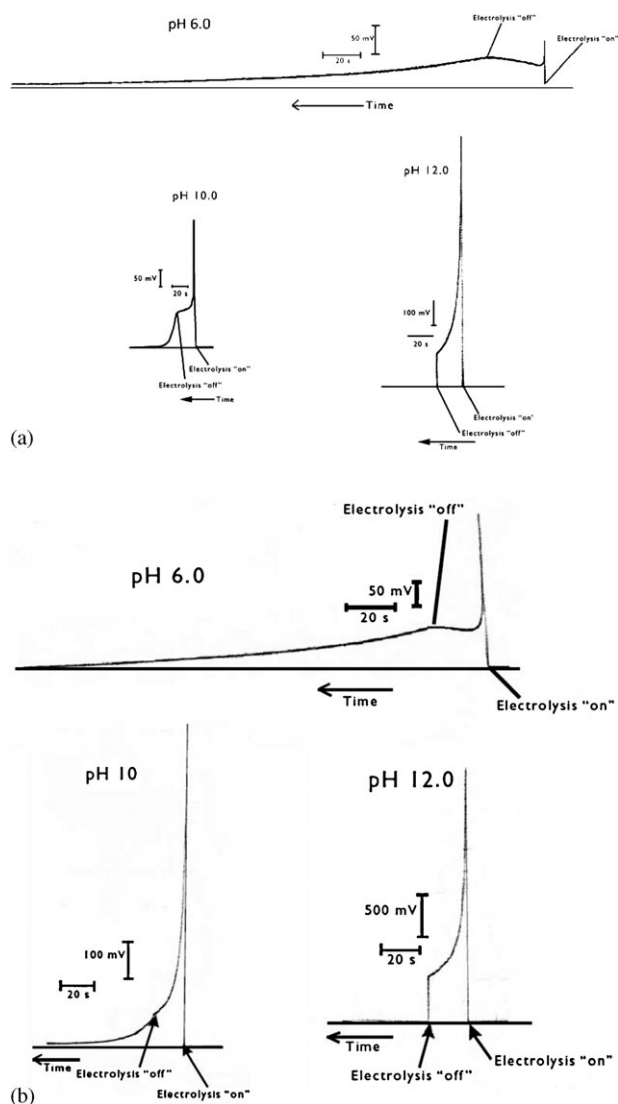 pH 6.0
50 mV
20 s
Electrolysis "off"
Electrolysis "on"
Time
pH 10.0
50 mV
20 s
Electrolysis "on"
Electrolysis "off"
Time
pH 12.0
100 mV
20 s
Electrolysis "on"
Time
Electrolysis "off"
(a)
Electrolysis "off"
pH 6.0
50 mV
20 s
Time
Electrolysis "on"
pH 10
100 mV
20 s
Time
Electrolysis "off"
Electrolysis "on"
pH 12.0
500 mV
20 s
Time
Electrolysis "on"
Electrolysis "off"
(b)